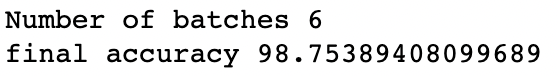 Number of batches 6
final accuracy 98.75389408099689